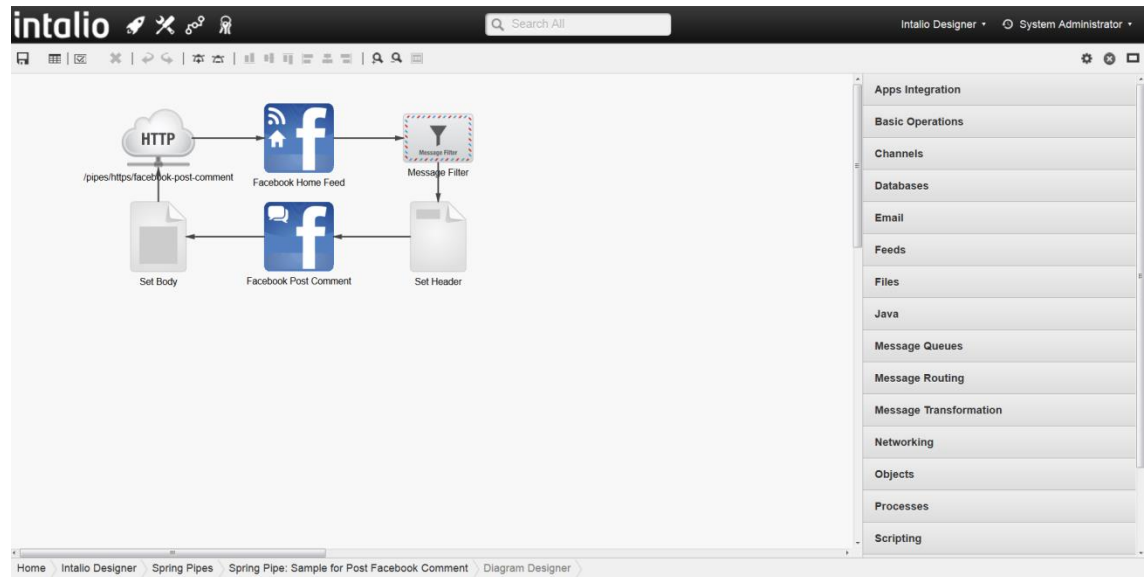 intalio
Search All
Intalio Designer
System Administrator
HTTP
/pipes/https/facebook-post-comment
Facebook Home Feed
Message Filter
Message Filter
Set Body
Facebook Post Comment
Set Header
Apps Integration
Basic Operations
Channels
Databases
Email
Feeds
Files
Java
Message Queues
Message Routing
Message Transformation
Networking
Objects
Processes
Scripting
Home
Intalio Designer
Spring Pipes
Spring Pipe: Sample for Post Facebook Comment
Diagram Designer